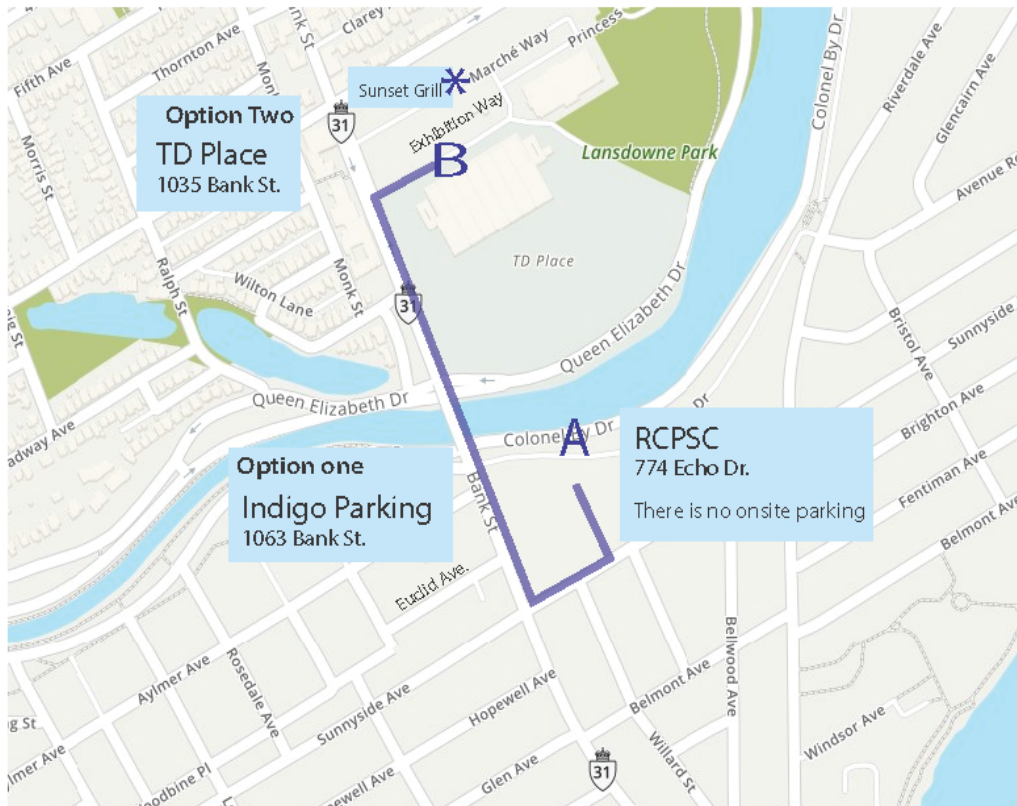 Fifth Ave
Thornton Ave
Clarey Ave
Bank St
Marché Way
Princess
Sunset Grill
*
31
Exhibition Way
Option Two
TD Place
1035 Bank St.
B
Morris St
Lansdowne Park
TD Place
Colonel By Dr
Riverdale Ave
Glencairn Ave
Avenue Ro
Ralph St
Wilton Lane
Monk St
31
Queen Elizabeth Dr
Queen Elizabeth Dr
Bristol Ave
Sunnyside
Brighton Ave
Fentiman Ave
Belmont Ave
Colonel By Dr
A
RCPSC
774 Echo Dr.
There is no onsite parking
Option one
Indigo Parking
1063 Bank St.
Bank St
Euclid Ave.
Aylmer Ave
Rosedale Ave
Sunnyside Ave
Hopewell Ave
Belmont Ave
Bellwood Ave
Willard St
Glen Ave
Windsor Ave
31